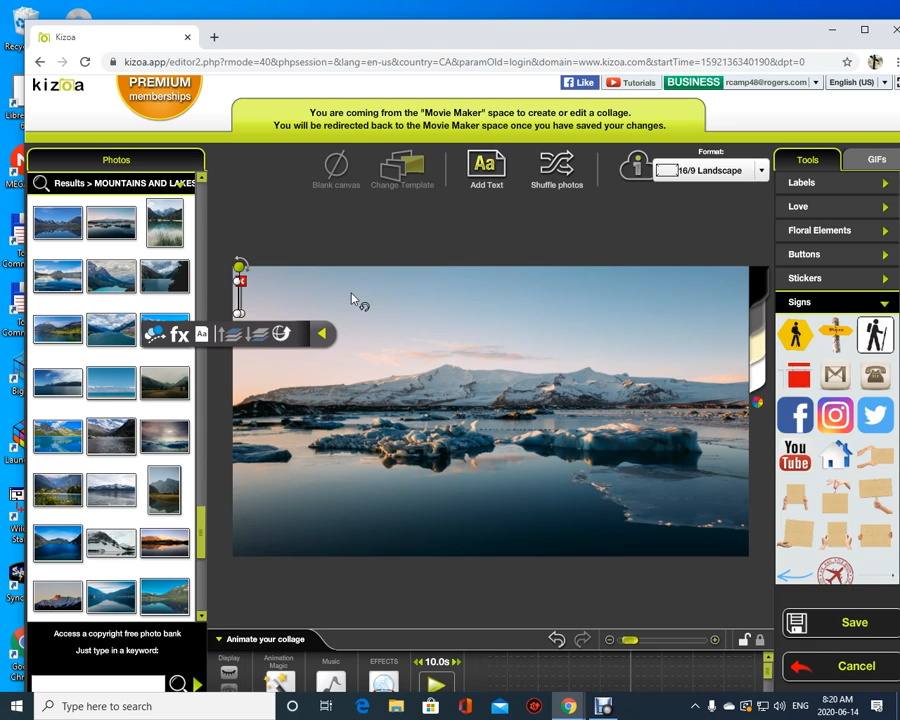 Kizoa
kizoa.app/editor2.php?rmode=40&phpsession=&lang=en-us&country=CA&paramOld=login&domain=www.kizoa.com&startTime=1592136340190&dpt=0
kizoa
PREMIUM
memberships
Like
Tutorials
BUSINESS
rcamp48@rogers.com
English (US)
You are coming from the "Movie Maker" space to create or edit a collage.
You will be redirected back to the Movie Maker space once you have saved your changes.
Photos
Results > MOUNTAINS AND LAKES
Blank canvas
Change Template
Add Text
Aa
Shuffle photos
Format:
16/9 Landscape
Tools
GIFs
Labels
Love
Floral Elements
Buttons
Stickers
Signs
fx
Aa
You
Tube
Access a copyright free photo bank
Just type in a keyword:
Animate your collage
Display
Animation
Magic
Music
EFFECTS
10.0s
Save
Cancel
Type here to search
ENG
8:20 AM
2020-06-14